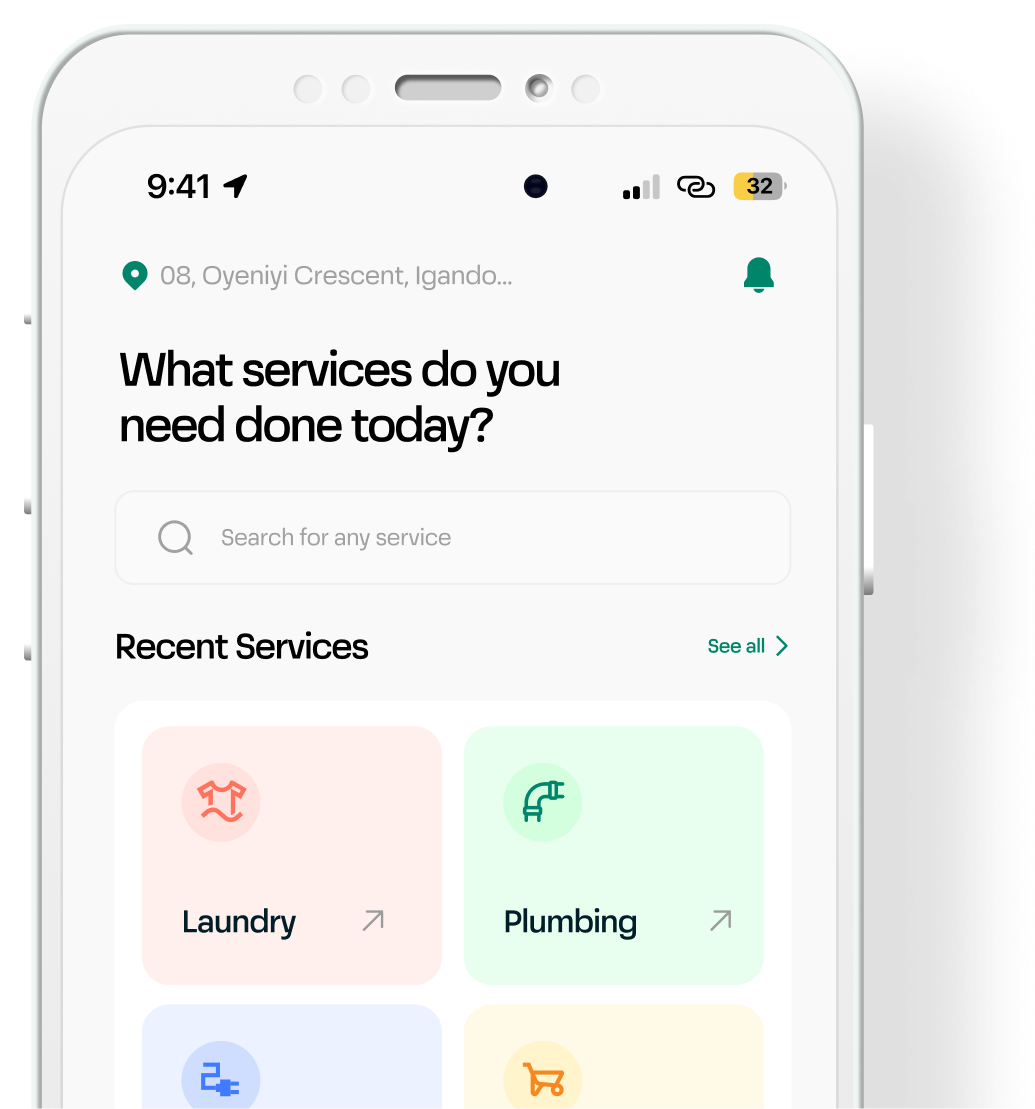 9:41
32
08, Oyeniyi Crescent, Igando...
What services do you
need done today?
Search for any service
Recent Services
See all
Laundry
Plumbing